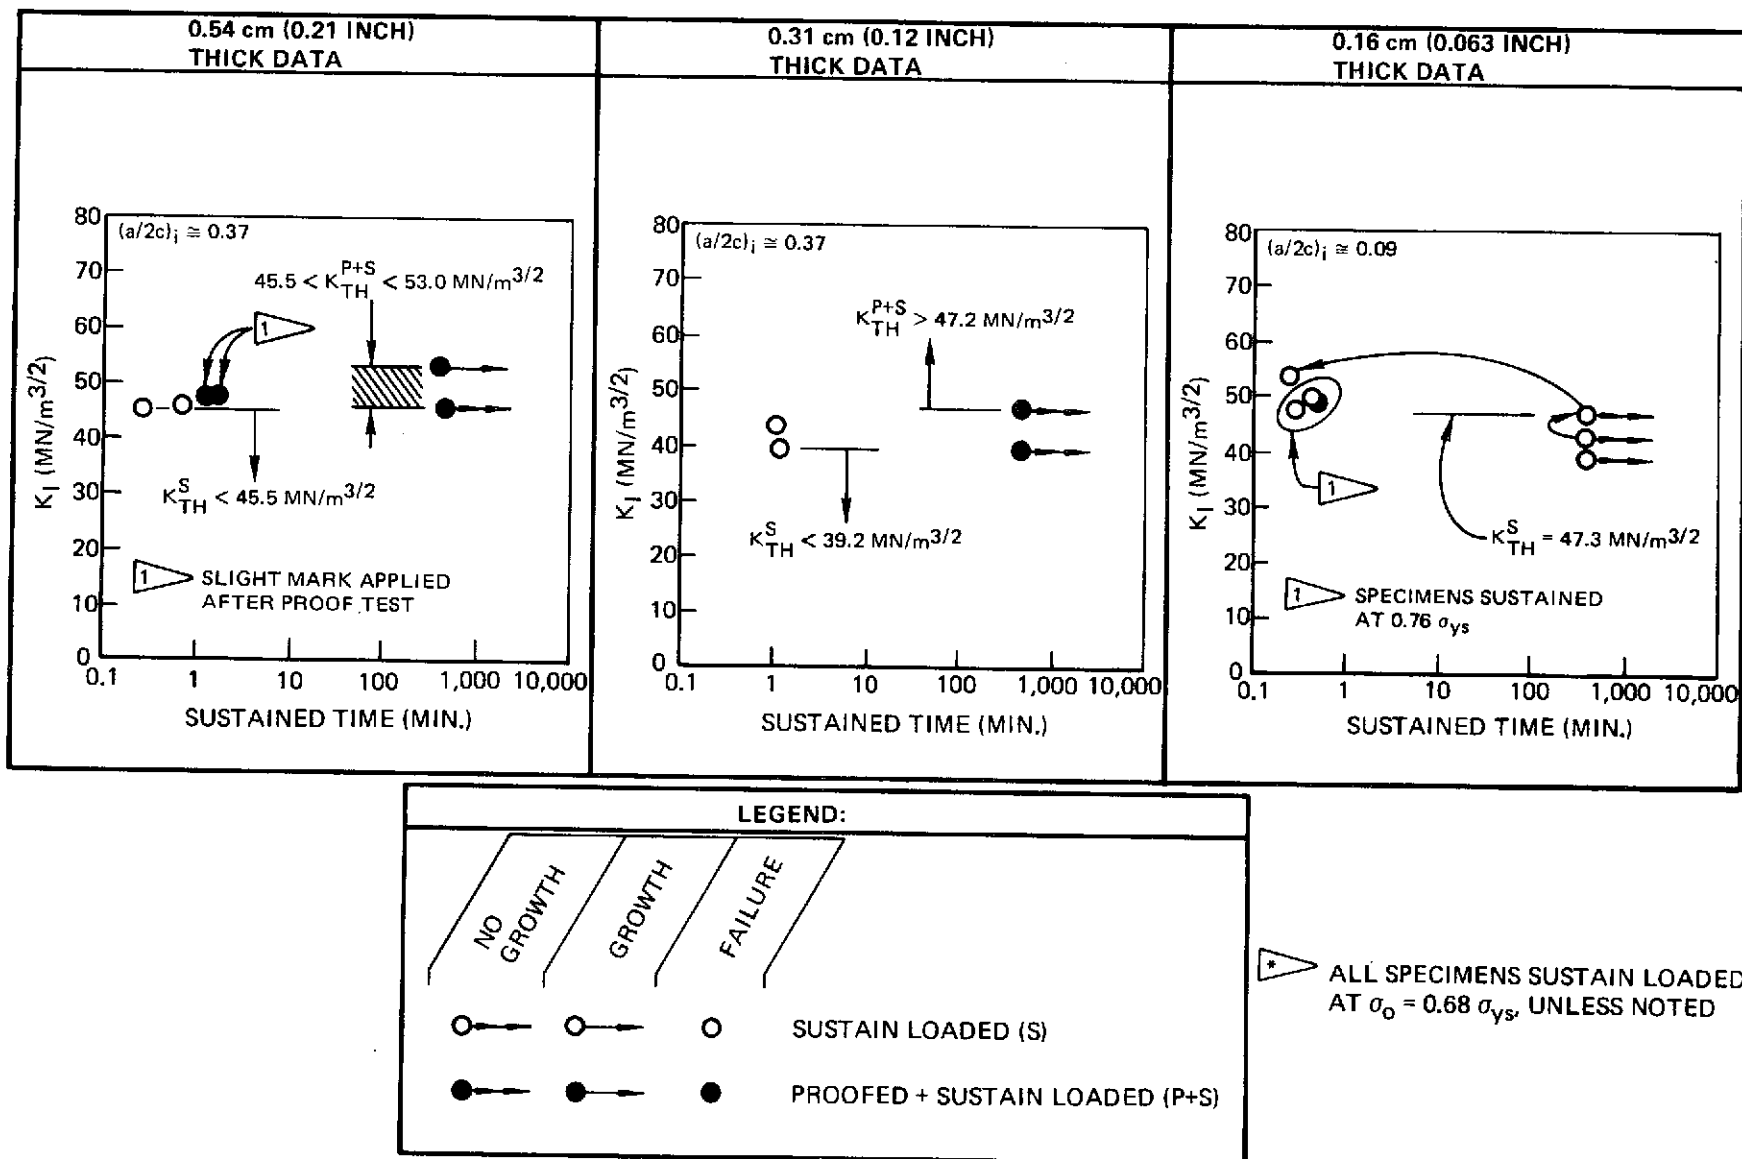 0.54 cm (0.21 INCH)
THICK DATA
0.31 cm (0.12 INCH)
THICK DATA
0.16 cm (0.063 INCH)
THICK DATA
(a/2c)i ≅ 0.37
45.5 < K_TH^P+S < 53.0 MN/m3/2
1
K_TH^S < 45.5 MN/m3/2
1 SLIGHT MARK APPLIED
AFTER PROOF TEST
KI (MN/m3/2)
80
70
60
50
40
30
20
10
0
0.1 1 10 100 1,000 10,000
SUSTAINED TIME (MIN.)
(a/2c)i ≅ 0.37
K_TH^P+S > 47.2 MN/m3/2
K_TH^S < 39.2 MN/m3/2
KI (MN/m3/2)
80
70
60
50
40
30
20
10
0
0.1 1 10 100 1,000 10,000
SUSTAINED TIME (MIN.)
(a/2c)i ≅ 0.09
1
K_TH^S = 47.3 MN/m3/2
1 SPECIMENS SUSTAINED
AT 0.76 σys
KI (MN/m3/2)
80
70
60
50
40
30
20
10
0
0.1 1 10 100 1,000 10,000
SUSTAINED TIME (MIN.)
LEGEND:
NO
GROWTH
GROWTH
FAILURE
SUSTAIN LOADED (S)
PROOFED + SUSTAIN LOADED (P+S)
* ALL SPECIMENS SUSTAIN LOADED
AT σo = 0.68 σys, UNLESS NOTED